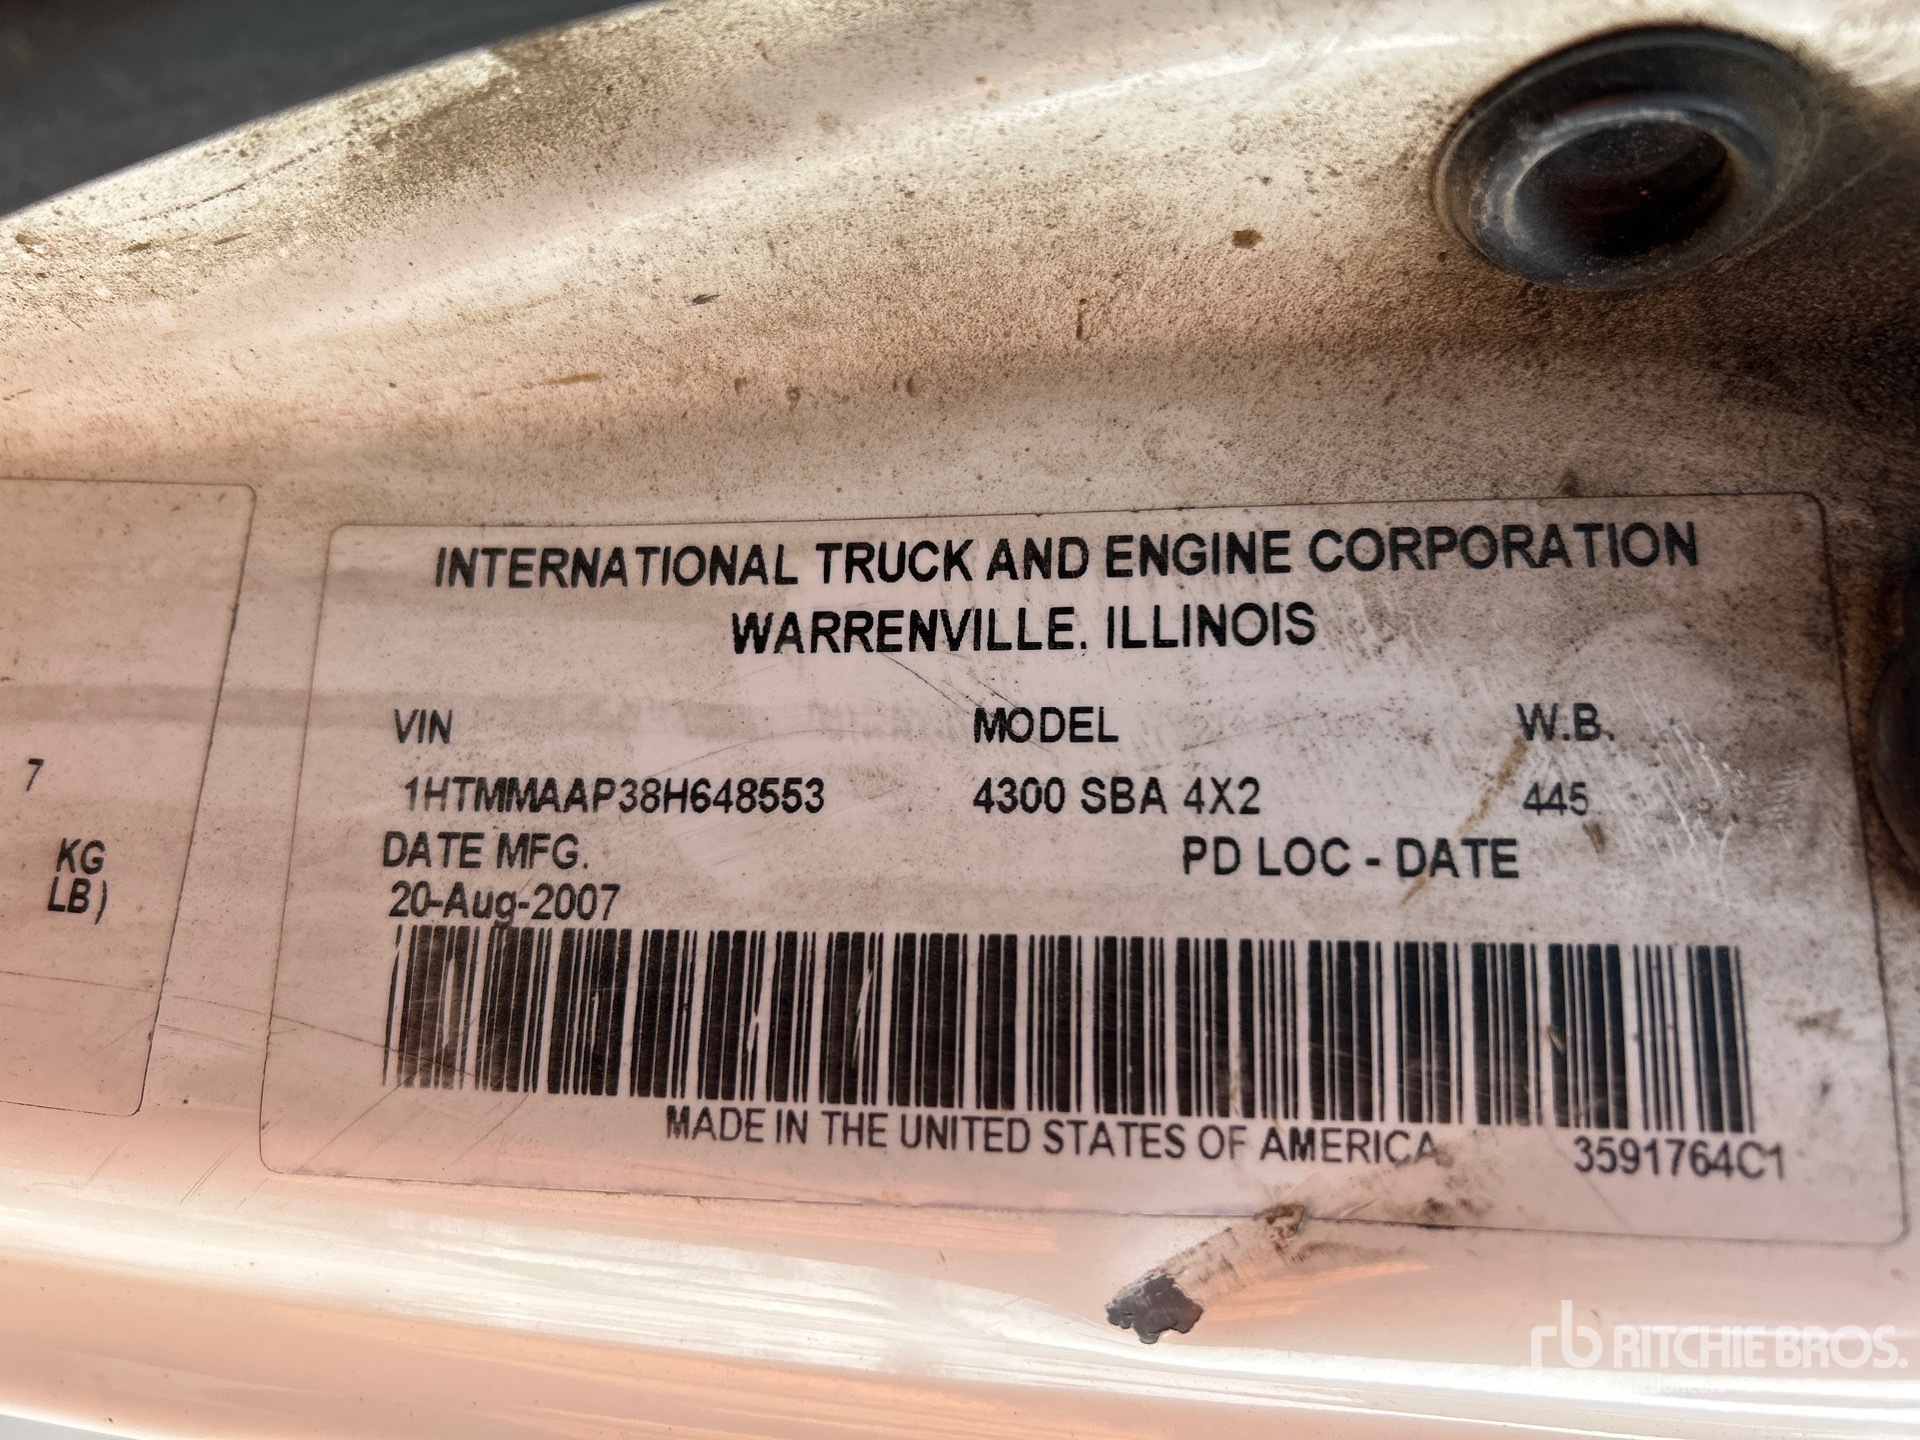 INTERNATIONAL TRUCK AND ENGINE CORPORATION
WARRENVILLE, ILLINOIS
VIN MODEL W.B.
1HTMMAAP38H648553 4300 SBA 4X2 445
DATE MFG. PD LOC - DATE
20-Aug-2007
MADE IN THE UNITED STATES OF AMERICA 3591764C1
7
KG
LB)
rb RITCHIE BROS.